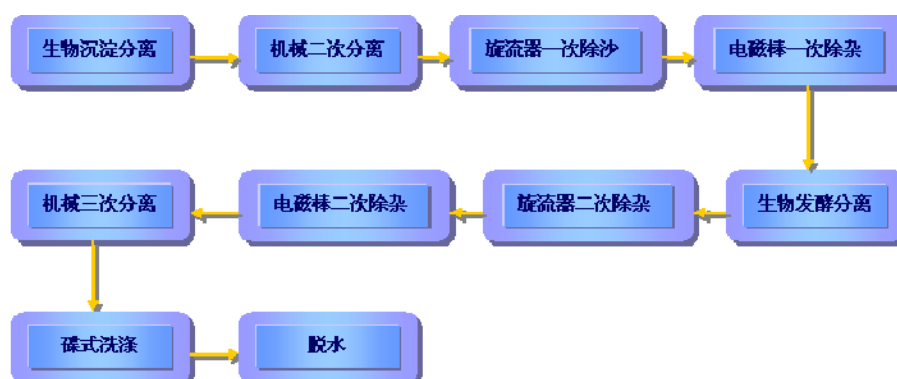 生物沉淀分离
机械二次分离
旋流器一次除沙
电磁棒一次除杂
生物发酵分离
旋流器二次除杂
电磁棒二次除杂
机械三次分离
碟式洗涤
脱水